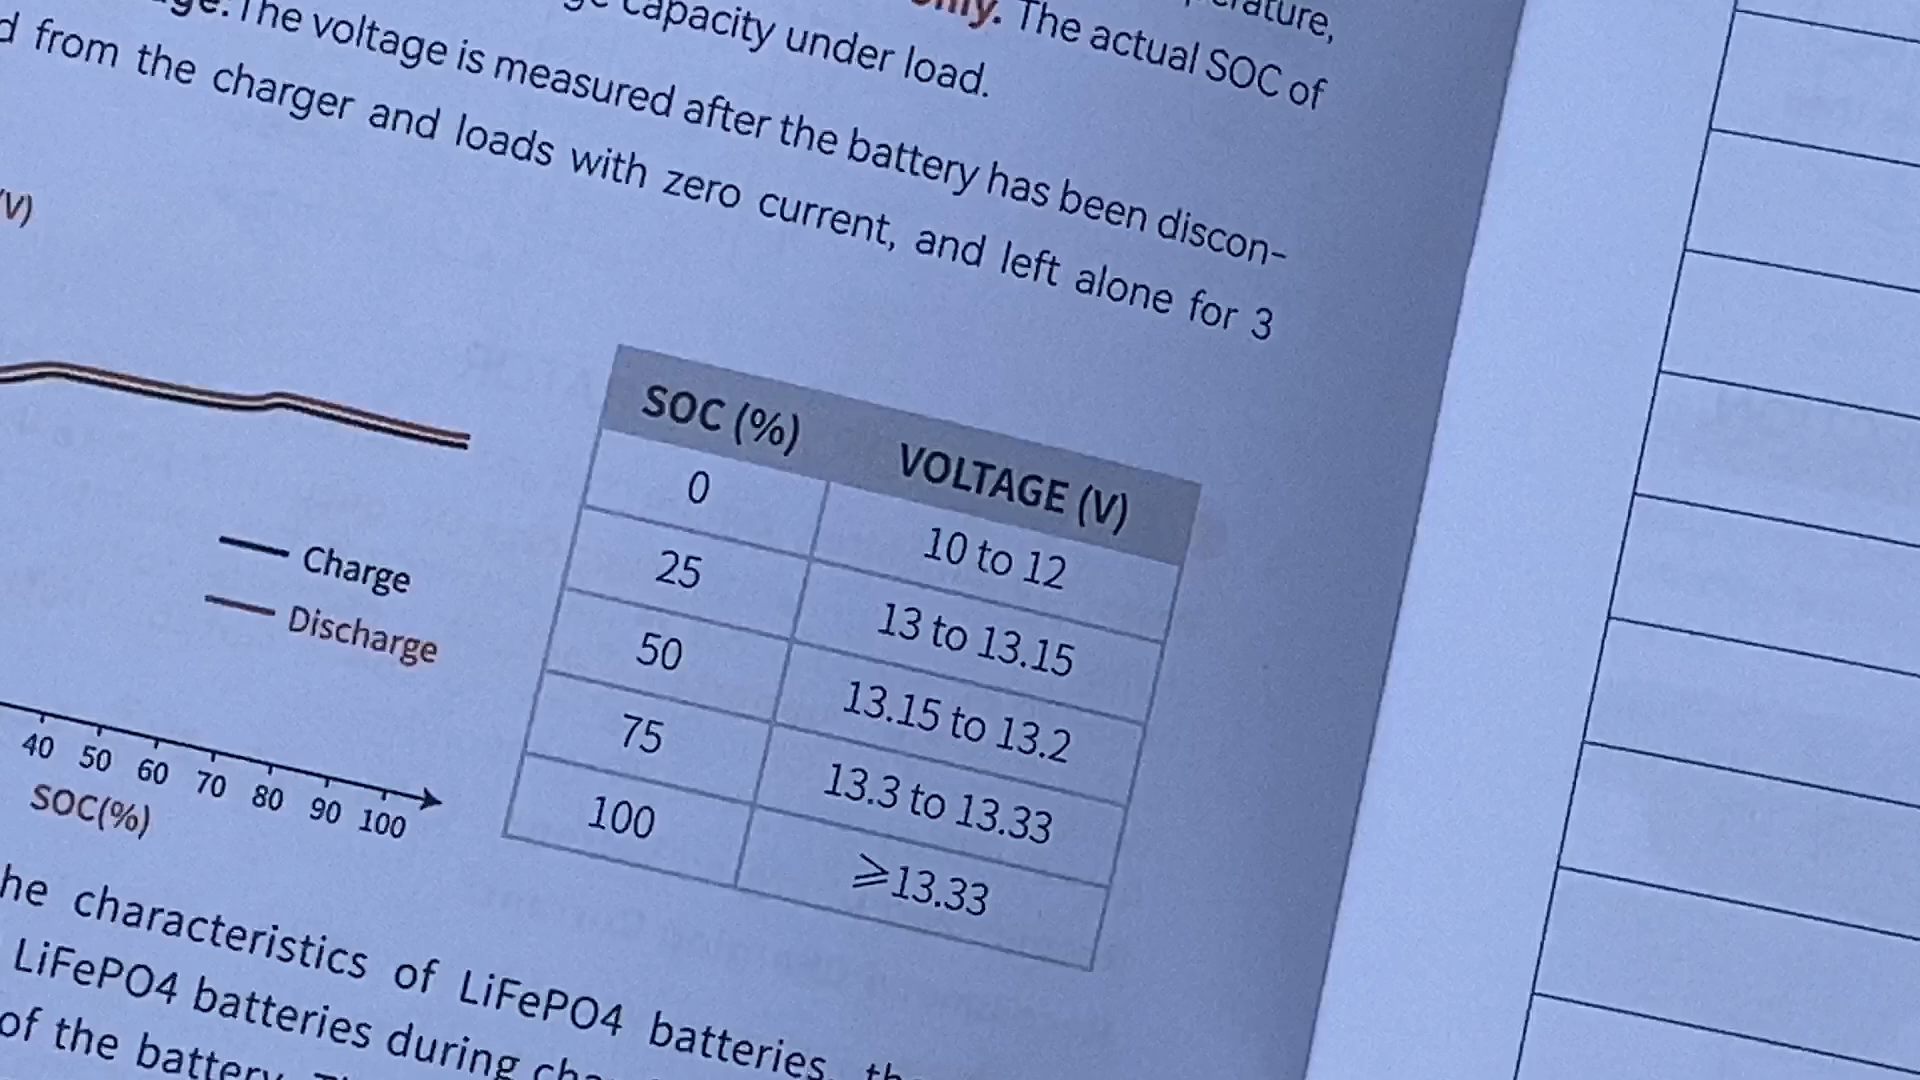 The actual SOC of
capacity under load.
The voltage is measured after the battery has been discon-
from the charger and loads with zero current, and left alone for 3
SOC (%) VOLTAGE (V)
0 10 to 12
25 13 to 13.15
50 13.15 to 13.2
75 13.3 to 13.33
100 ⩾13.33
Charge
Discharge
40 50 60 70 80 90 100
SOC(%)
characteristics of LiFePO4 batteries,
LiFePO4 batteries during
of the battery.